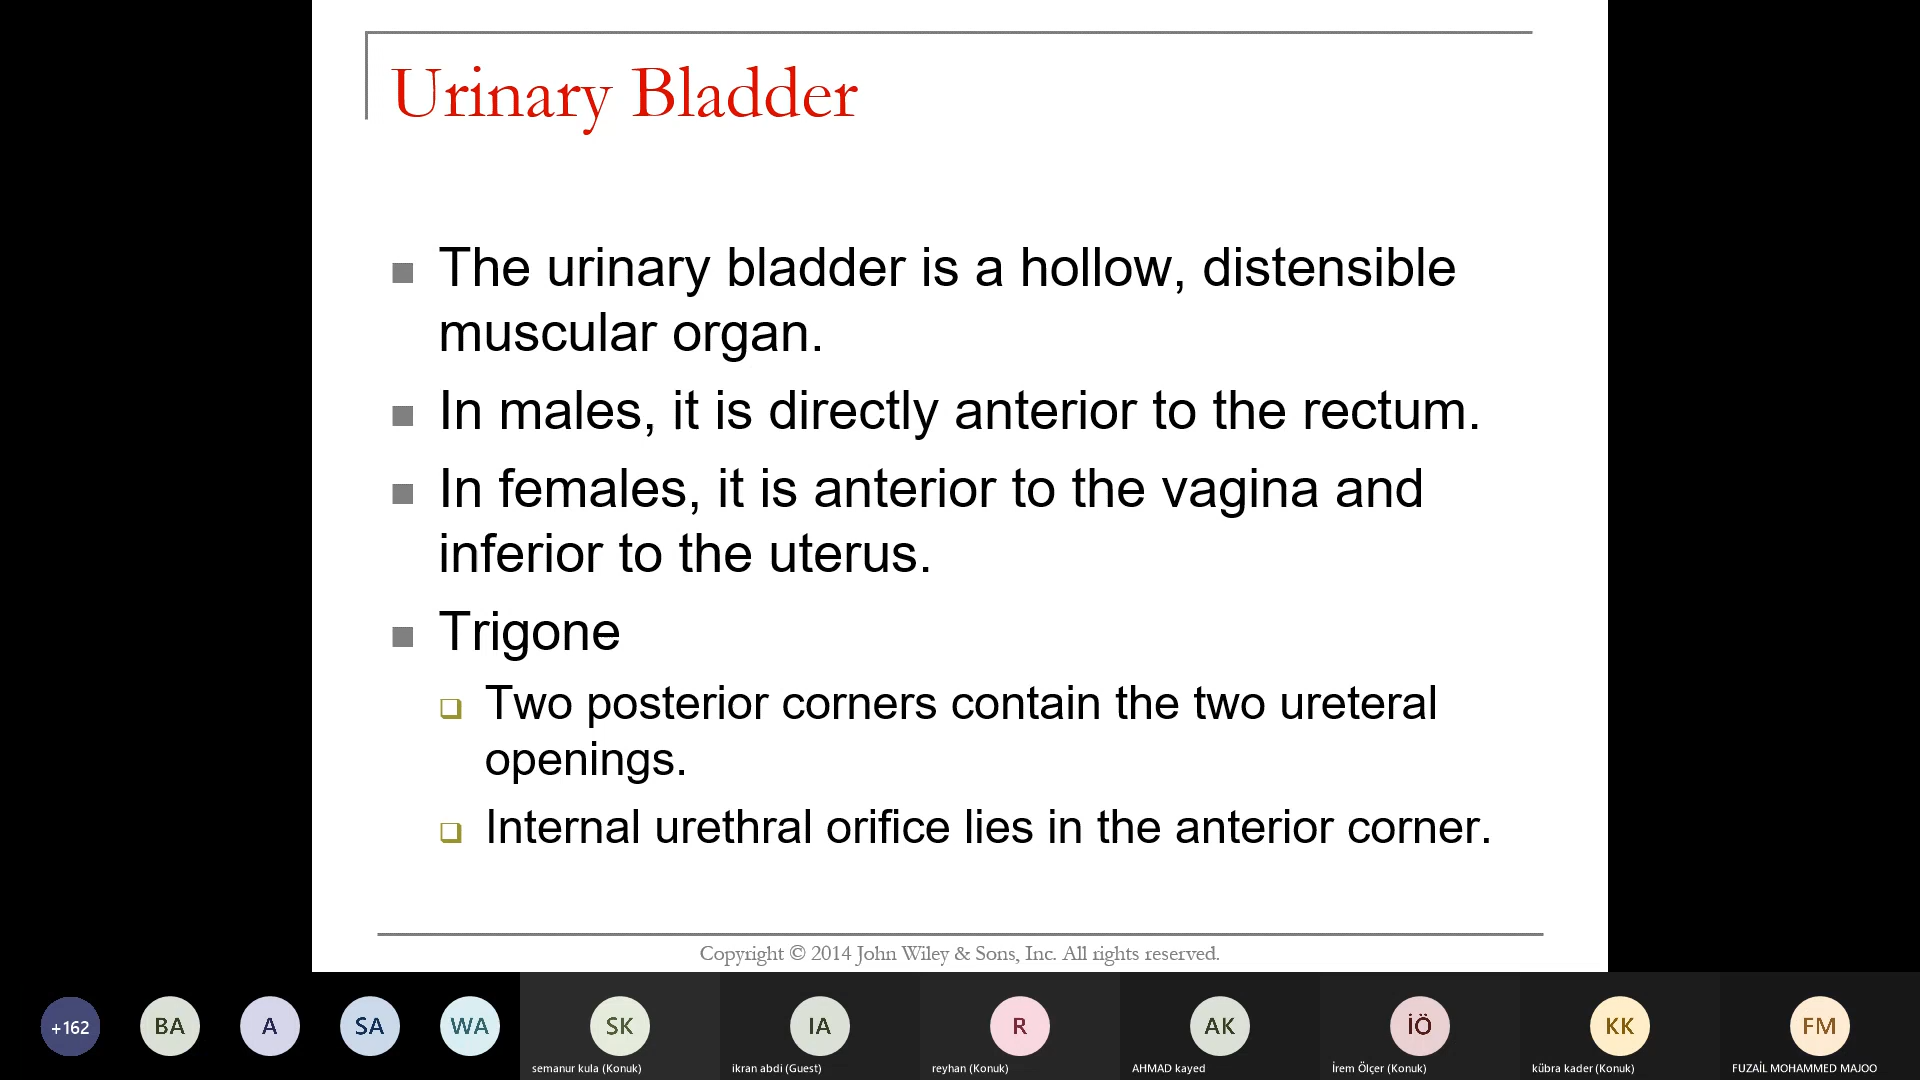 Urinary Bladder
The urinary bladder is a hollow, distensible
muscular organ.
In males, it is directly anterior to the rectum.
In females, it is anterior to the vagina and
inferior to the uterus.
Trigone
Two posterior corners contain the two ureteral
openings.
Internal urethral orifice lies in the anterior corner.
Copyright © 2014 John Wiley & Sons, Inc. All rights reserved.
+162
BA
A
SA
WA
SK
IA
R
AK
İÖ
KK
FM
semanur kula (Konuk)
ikran abdi (Guest)
reyhan (Konuk)
AHMAD kayed
İrem Ölçer (Konuk)
kübra kader (Konuk)
FUZAİL MOHAMMED MAJOO